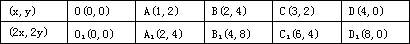 (x, y) O(0, 0) A(1, 2) B(2, 4) C(3, 2) D(4, 0)
(2x, 2y) O₁(0, 0) A₁(2, 4) B₁(4, 8) C₁(6, 4) D₁(8, 0)